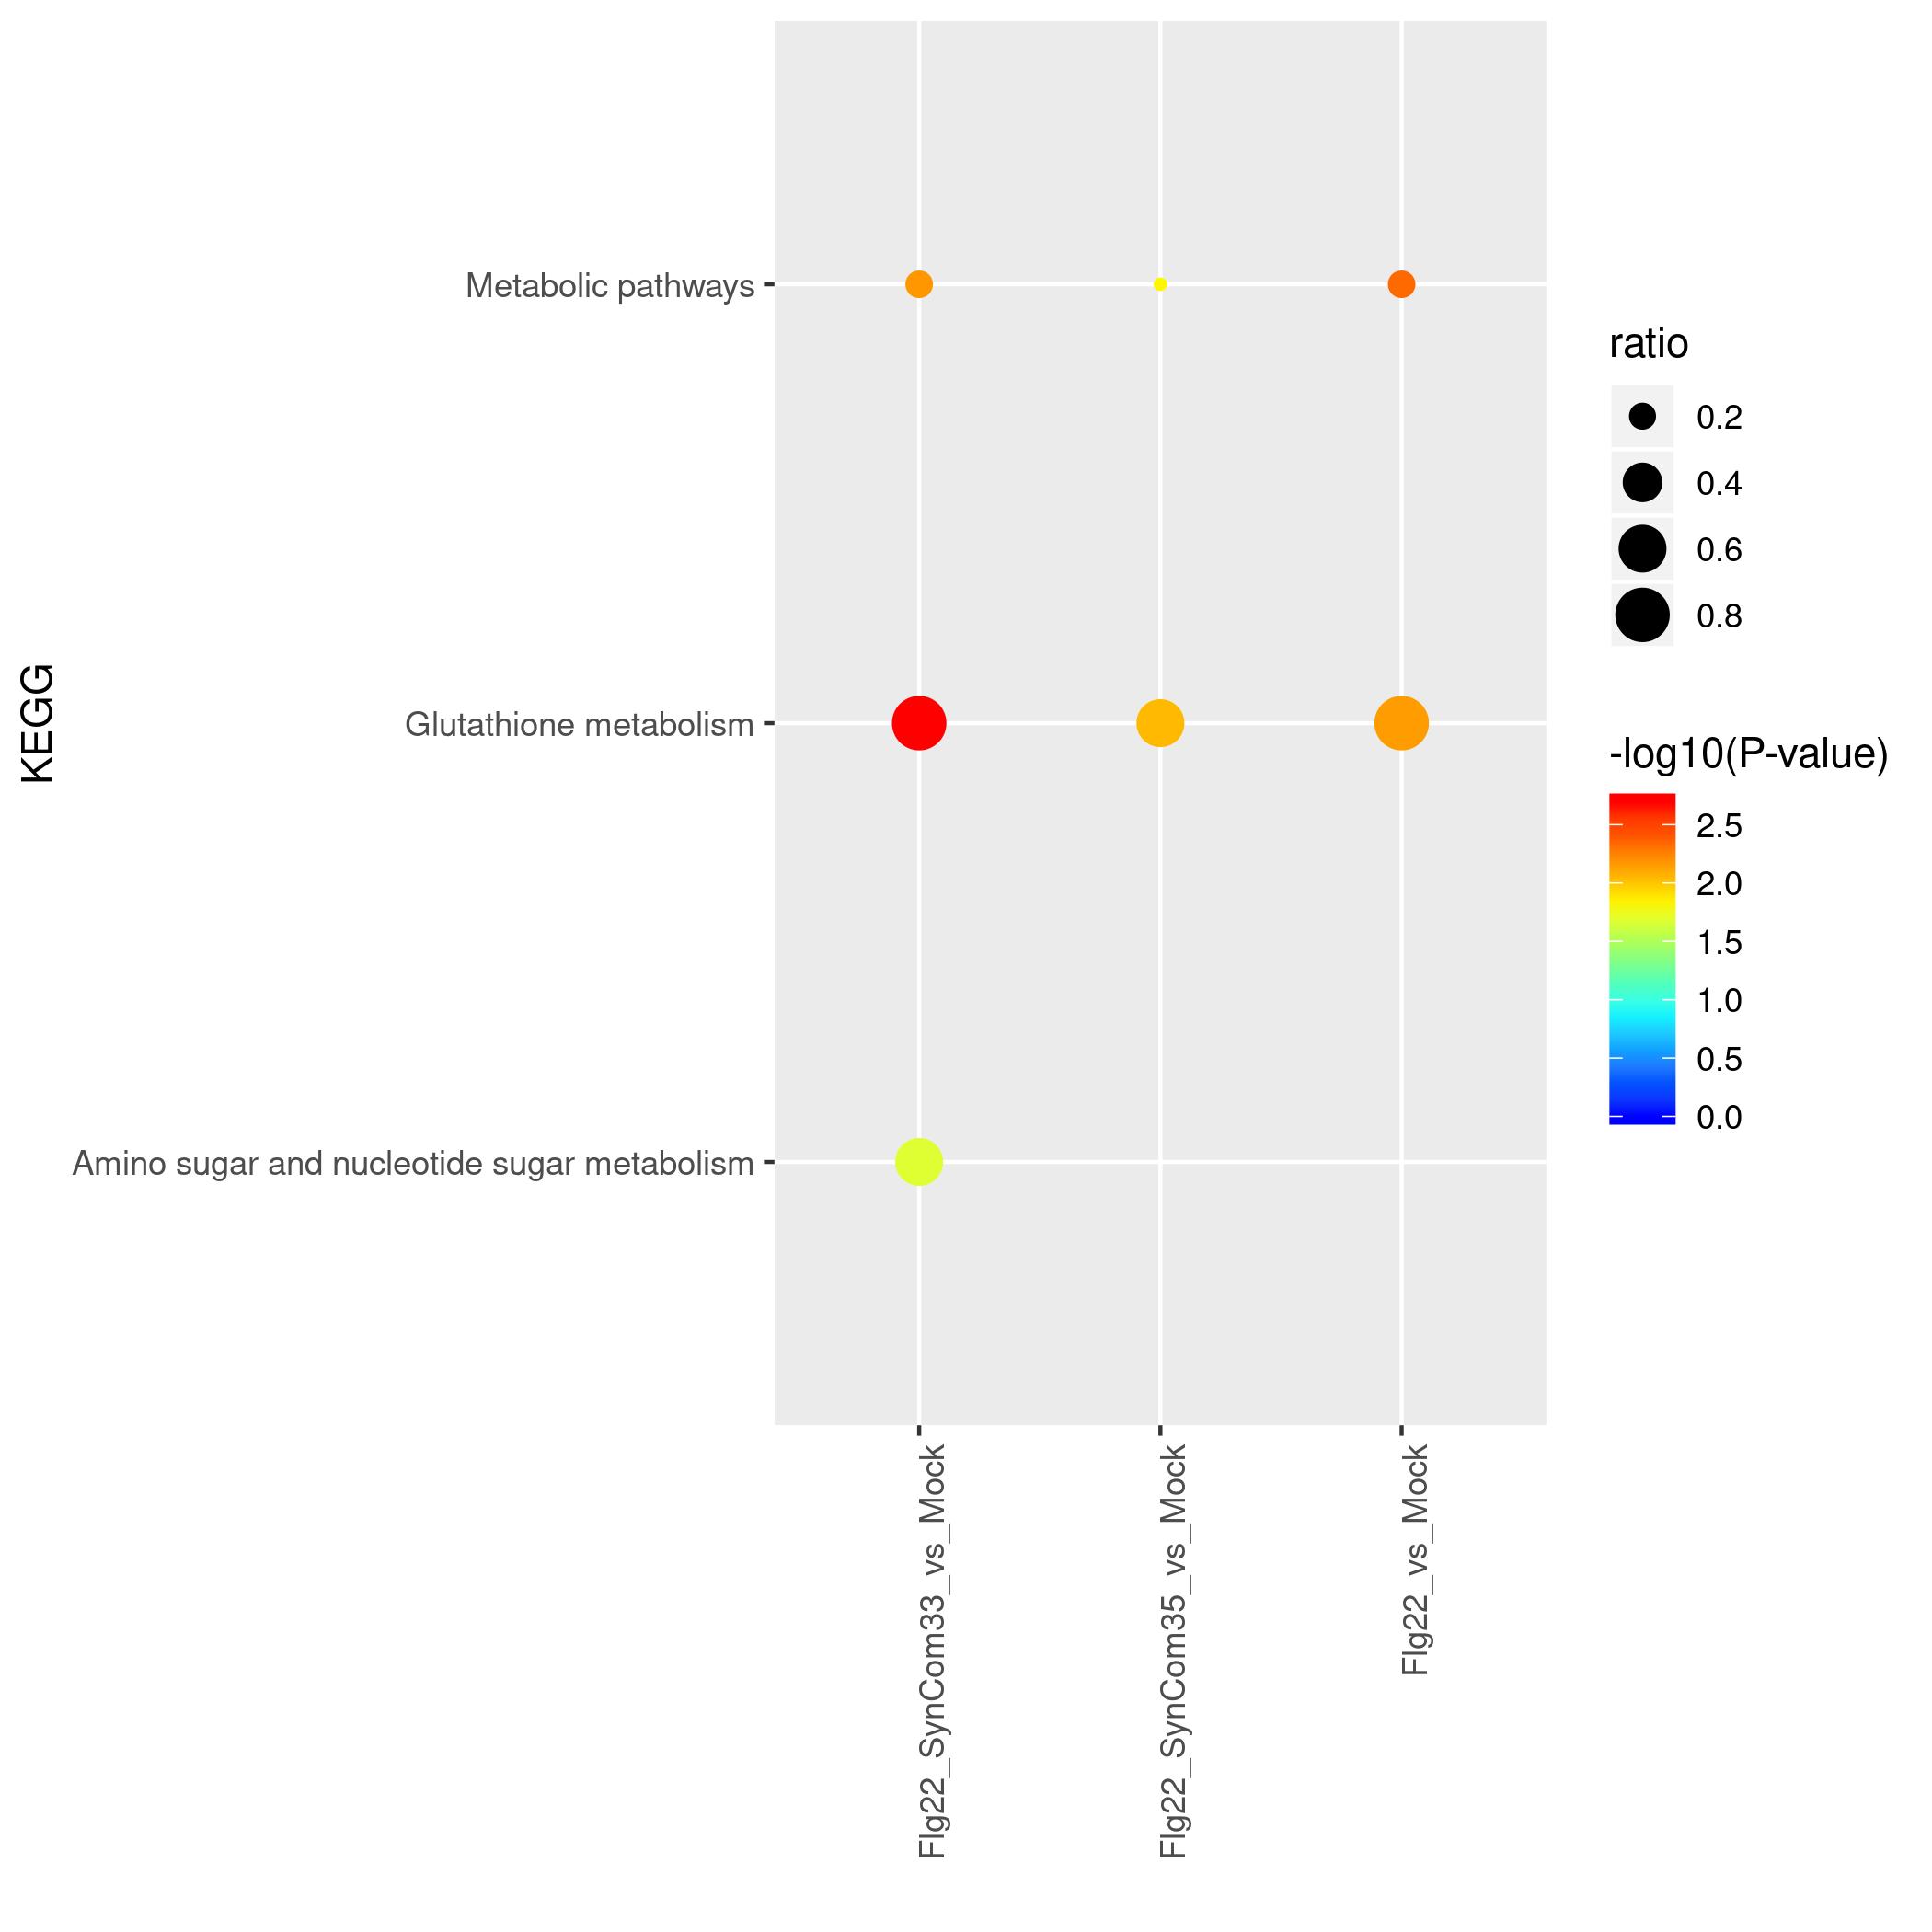 KEGG
Metabolic pathways
Glutathione metabolism
Amino sugar and nucleotide sugar metabolism
Flg22_SynCom33_vs_Mock
Flg22_SynCom35_vs_Mock
Flg22_vs_Mock
ratio
0.2
0.4
0.6
0.8
-log10(P-value)
2.5
2.0
1.5
1.0
0.5
0.0